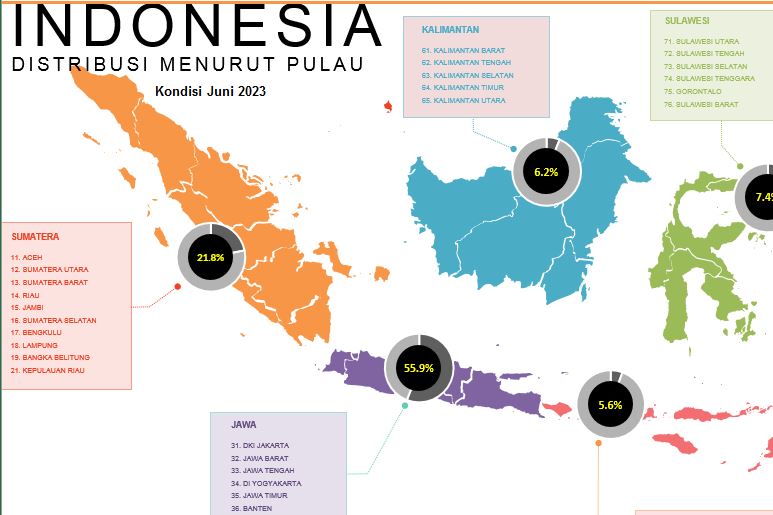 INDONESIA
DISTRIBUSI MENURUT PULAU
Kondisi Juni 2023
KALIMANTAN
61. KALIMANTAN BARAT
62. KALIMANTAN TENGAH
63. KALIMANTAN SELATAN
64. KALIMANTAN TIMUR
65. KALIMANTAN UTARA
SULAWESI
71. SULAWESI UTARA
72. SULAWESI TENGAH
73. SULAWESI SELATAN
74. SULAWESI TENGGARA
75. GORONTALO
76. SULAWESI BARAT
6.2%
7.4
SUMATERA
11. ACEH
12. SUMATERA UTARA
13. SUMATERA BARAT
14. RIAU
15. JAMBI
16. SUMATERA SELATAN
17. BENGKULU
18. LAMPUNG
19. BANGKA BELITUNG
21. KEPULAUAN RIAU
21.8%
55.9%
5.6%
JAWA
31. DKI JAKARTA
32. JAWA BARAT
33. JAWA TENGAH
34. DI YOGYAKARTA
35. JAWA TIMUR
36. BANTEN